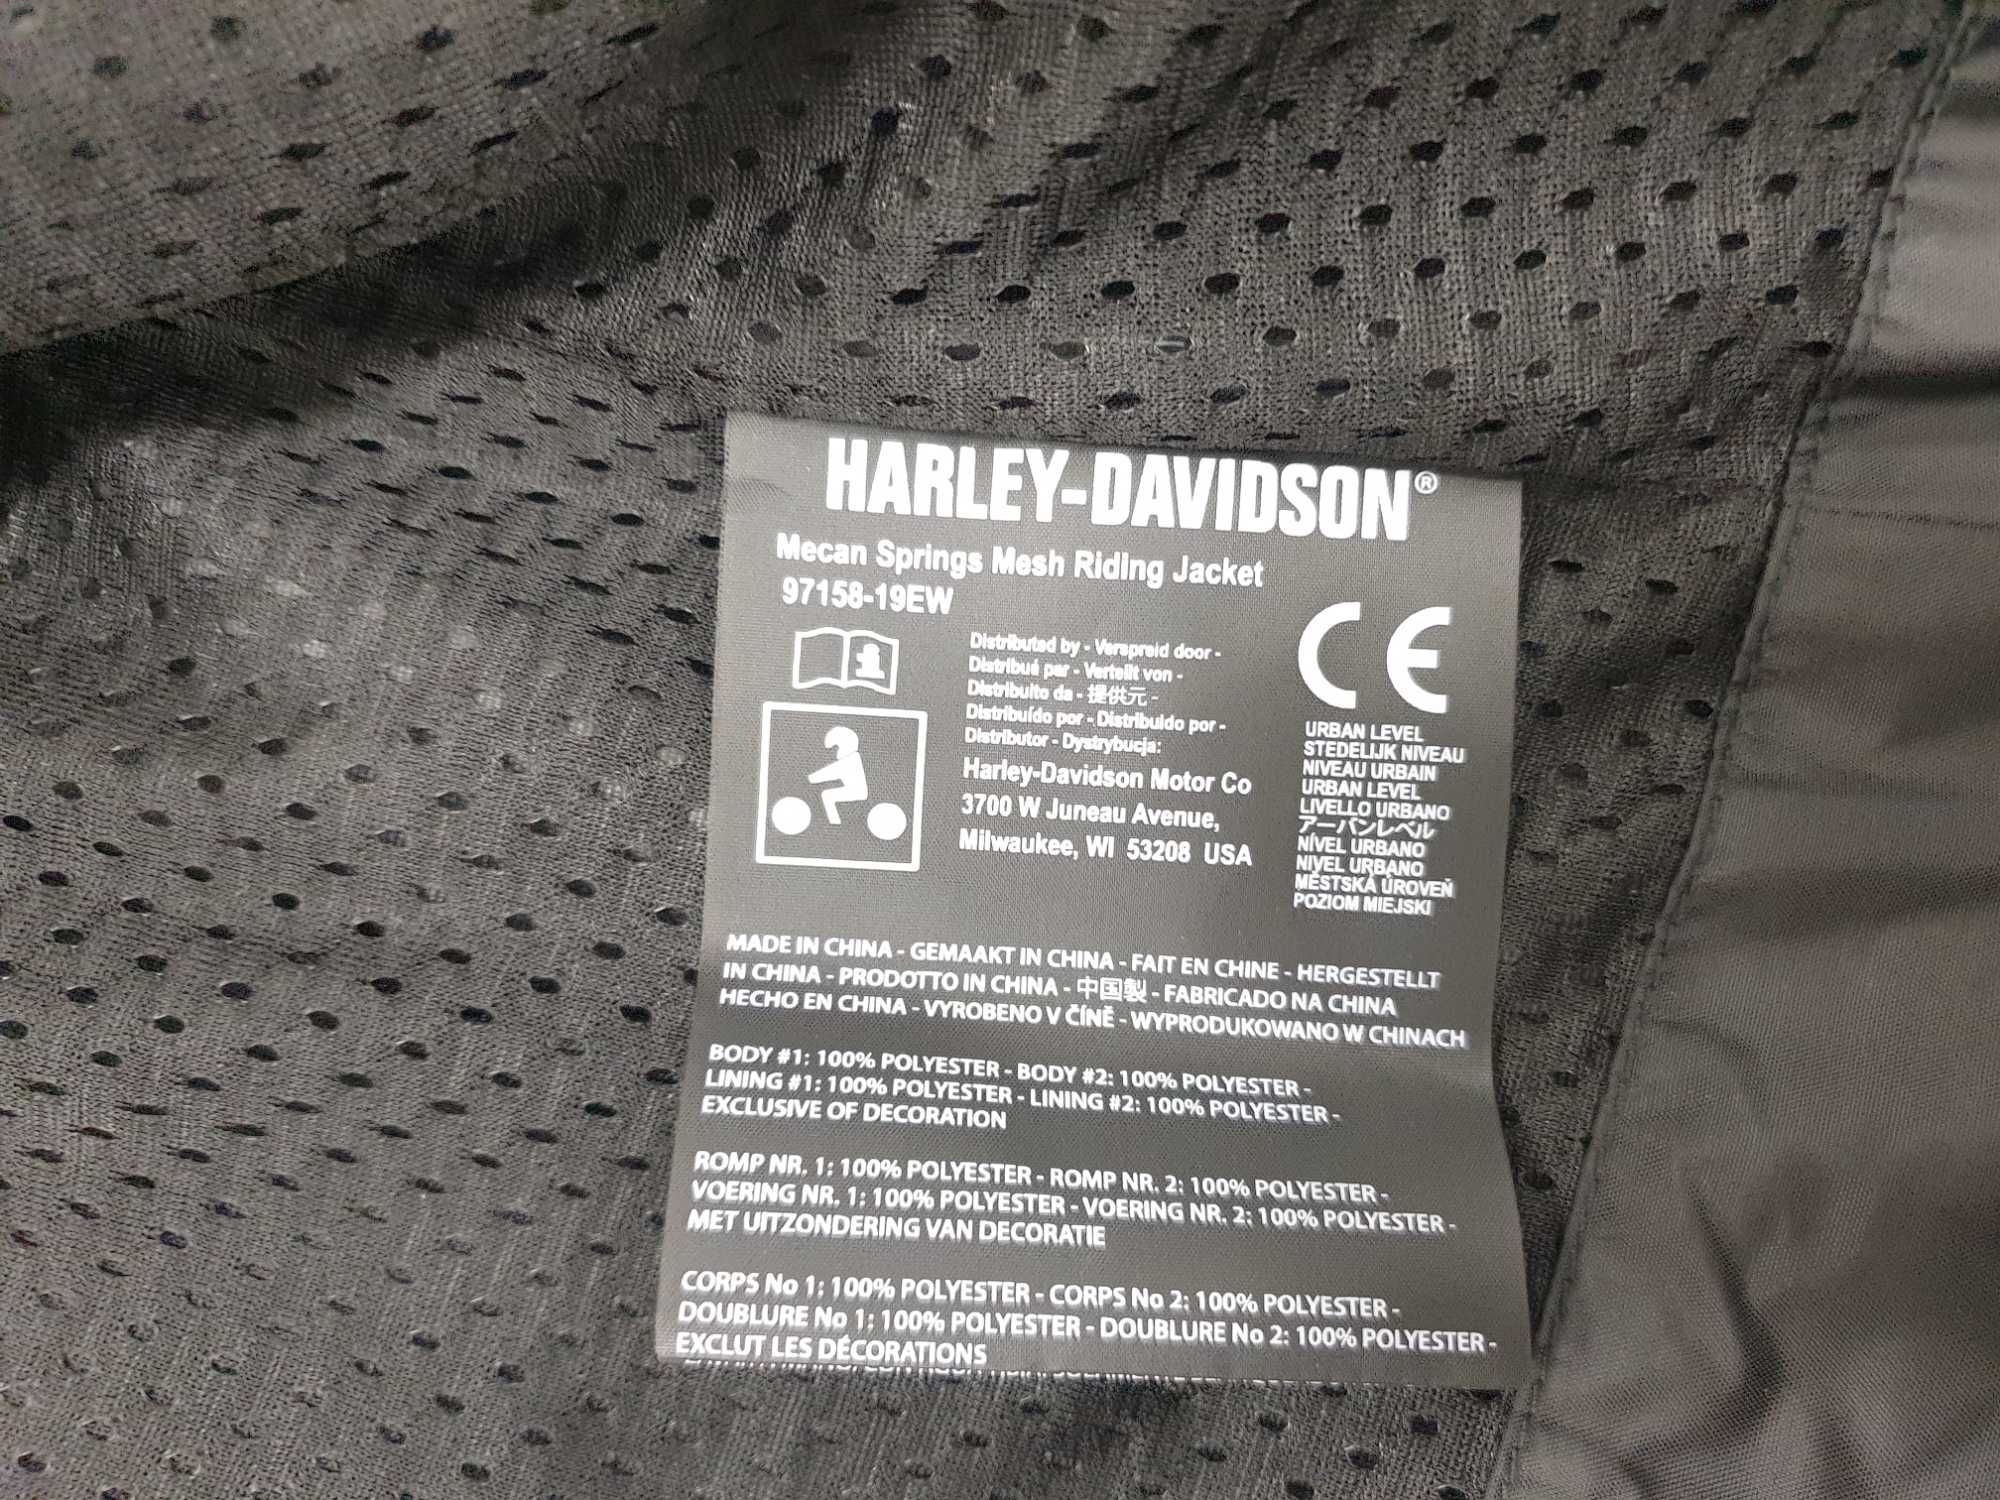 HARLEY-DAVIDSON®
Mecan Springs Mesh Riding Jacket
97158-19EW
Distributed by - Verspreid door -
Distribué par - Verteilt von -
Distribuito da - 提供元 -
Distribuído por - Distribuido por -
Distributor - Dystrybucja:
Harley-Davidson Motor Co
3700 W Juneau Avenue,
Milwaukee, WI 53208 USA
CE
URBAN LEVEL
STEDELIJK NIVEAU
NIVEAU URBAIN
URBAN LEVEL
LIVELLO URBANO
アーバンレベル
NÍVEL URBANO
NIVEL URBANO
MĚSTSKÁ ÚROVEŇ
POZIOM MIEJSKI
MADE IN CHINA - GEMAAKT IN CHINA - FAIT EN CHINE - HERGESTELLT
IN CHINA - PRODOTTO IN CHINA - 中国製 - FABRICADO NA CHINA
HECHO EN CHINA - VYROBENO V ČÍNĚ - WYPRODUKOWANO W CHINACH
BODY #1: 100% POLYESTER - BODY #2: 100% POLYESTER -
LINING #1: 100% POLYESTER - LINING #2: 100% POLYESTER -
EXCLUSIVE OF DECORATION
ROMP NR. 1: 100% POLYESTER - ROMP NR. 2: 100% POLYESTER -
VOERING NR. 1: 100% POLYESTER - VOERING NR. 2: 100% POLYESTER -
MET UITZONDERING VAN DECORATIE
CORPS No 1: 100% POLYESTER - CORPS No 2: 100% POLYESTER -
DOUBLURE No 1: 100% POLYESTER - DOUBLURE No 2: 100% POLYESTER -
EXCLUT LES DÉCORATIONS